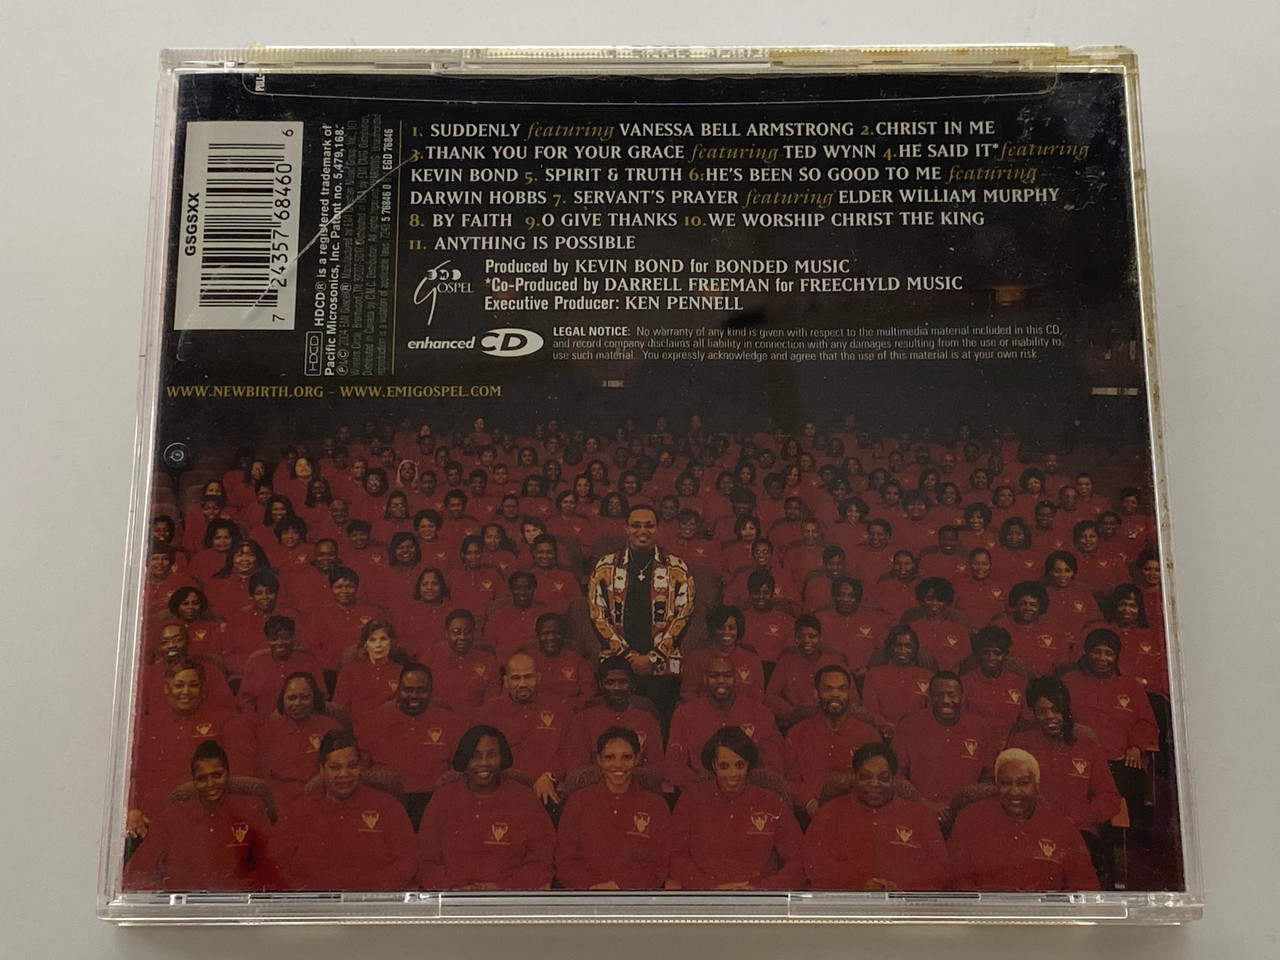 1. SUDDENLY featuring VANESSA BELL ARMSTRONG 2.CHRIST IN ME
3.THANK YOU FOR YOUR GRACE featuring TED WYNN 4.HE SAID IT* featuring
KEVIN BOND 5. SPIRIT & TRUTH 6.HE'S BEEN SO GOOD TO ME featuring
DARWIN HOBBS 7. SERVANT'S PRAYER featuring ELDER WILLIAM MURPHY
8. BY FAITH 9.O GIVE THANKS 10.WE WORSHIP CHRIST THE KING
11. ANYTHING IS POSSIBLE
Produced by KEVIN BOND for BONDED MUSIC
*Co-Produced by DARRELL FREEMAN for FREECHYLD MUSIC
Executive Producer: KEN PENNELL
EMI
GOSPEL
enhanced CD
LEGAL NOTICE: No warranty of any kind is given with respect to the multimedia material included in this CD,
and record company disclaims all liability in connection with any damages resulting from the use or inability to
use such material. You expressly acknowledge and agree that the use of this material is at your own risk.
WWW.NEWBIRTH.ORG - WWW.EMIGOSPEL.COM
GSGSXX
7 24357 68460 6
HDCD
HDCD® is a registered trademark of
Pacific Microsonics, Inc. Patent no. 5,479,168.
5 76846 0
EGD 76846
PULL